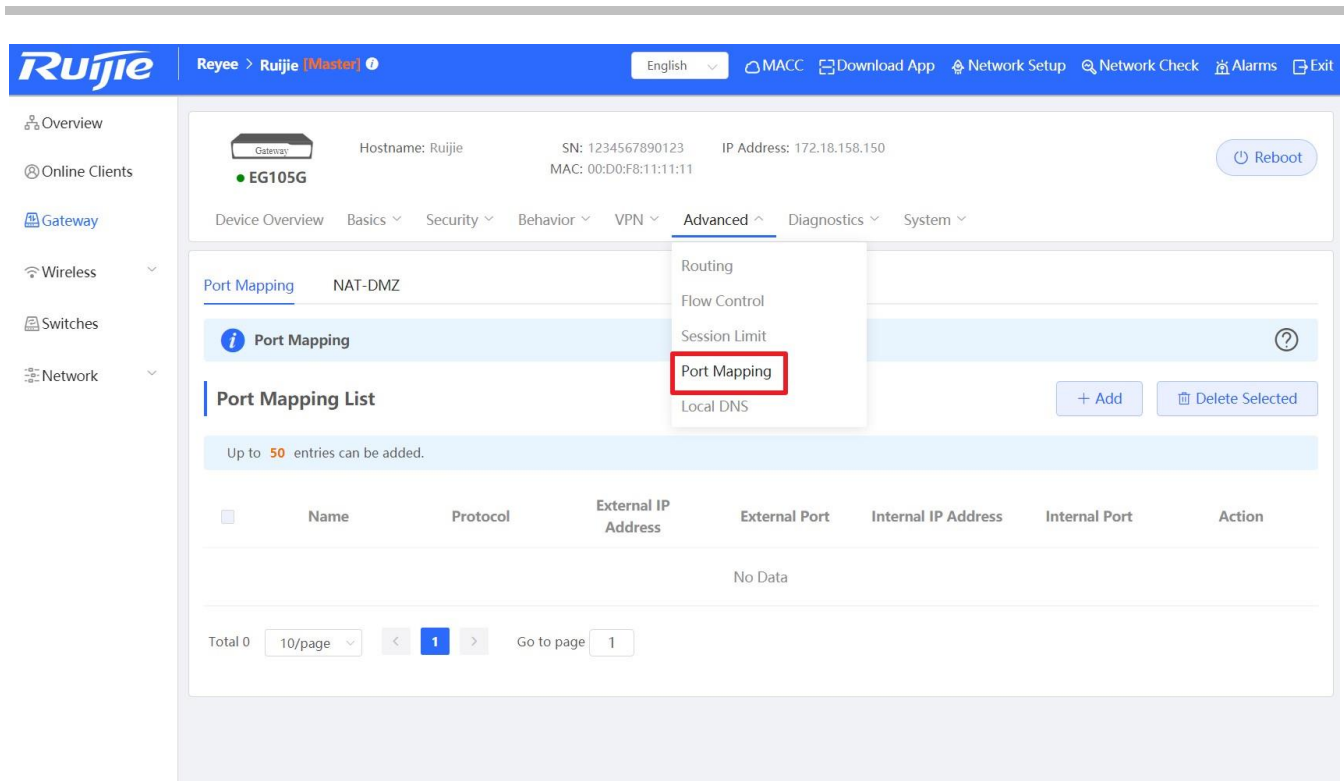 Ruijie
Reyee > Ruijie [Master]
English
MACC
Download App
Network Setup
Network Check
Alarms
Exit
Overview
Online Clients
Gateway
Wireless
Switches
Network
Gateway
EG105G
Hostname: Ruijie
SN: 1234567890123
IP Address: 172.18.158.150
MAC: 00:D0:F8:11:11:11
Reboot
Device Overview
Basics
Security
Behavior
VPN
Advanced
Diagnostics
System
Routing
Flow Control
Session Limit
Port Mapping
Local DNS
Port Mapping
NAT-DMZ
i Port Mapping
?
Port Mapping List
+ Add
Delete Selected
Up to 50 entries can be added.
Name
Protocol
External IP
Address
External Port
Internal IP Address
Internal Port
Action
No Data
Total 0
10/page
<
1
>
Go to page
1